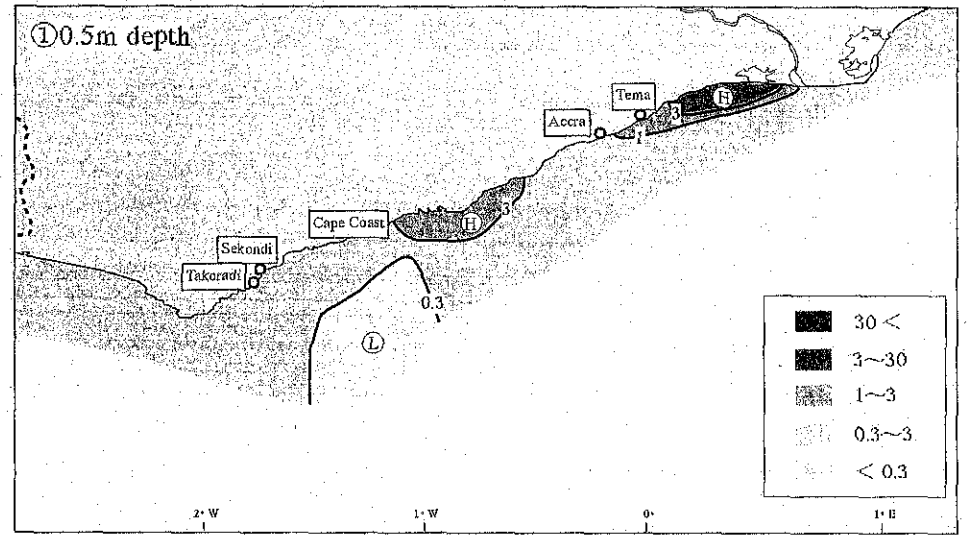 ①0.5m depth
Tema
H
Accra
3
1
Cape Coast
H
3
Sekondi
Takoradi
0.3
L
30 <
3~30
1~3
0.3~3
< 0.3
2° W
1° W
0°
1° E